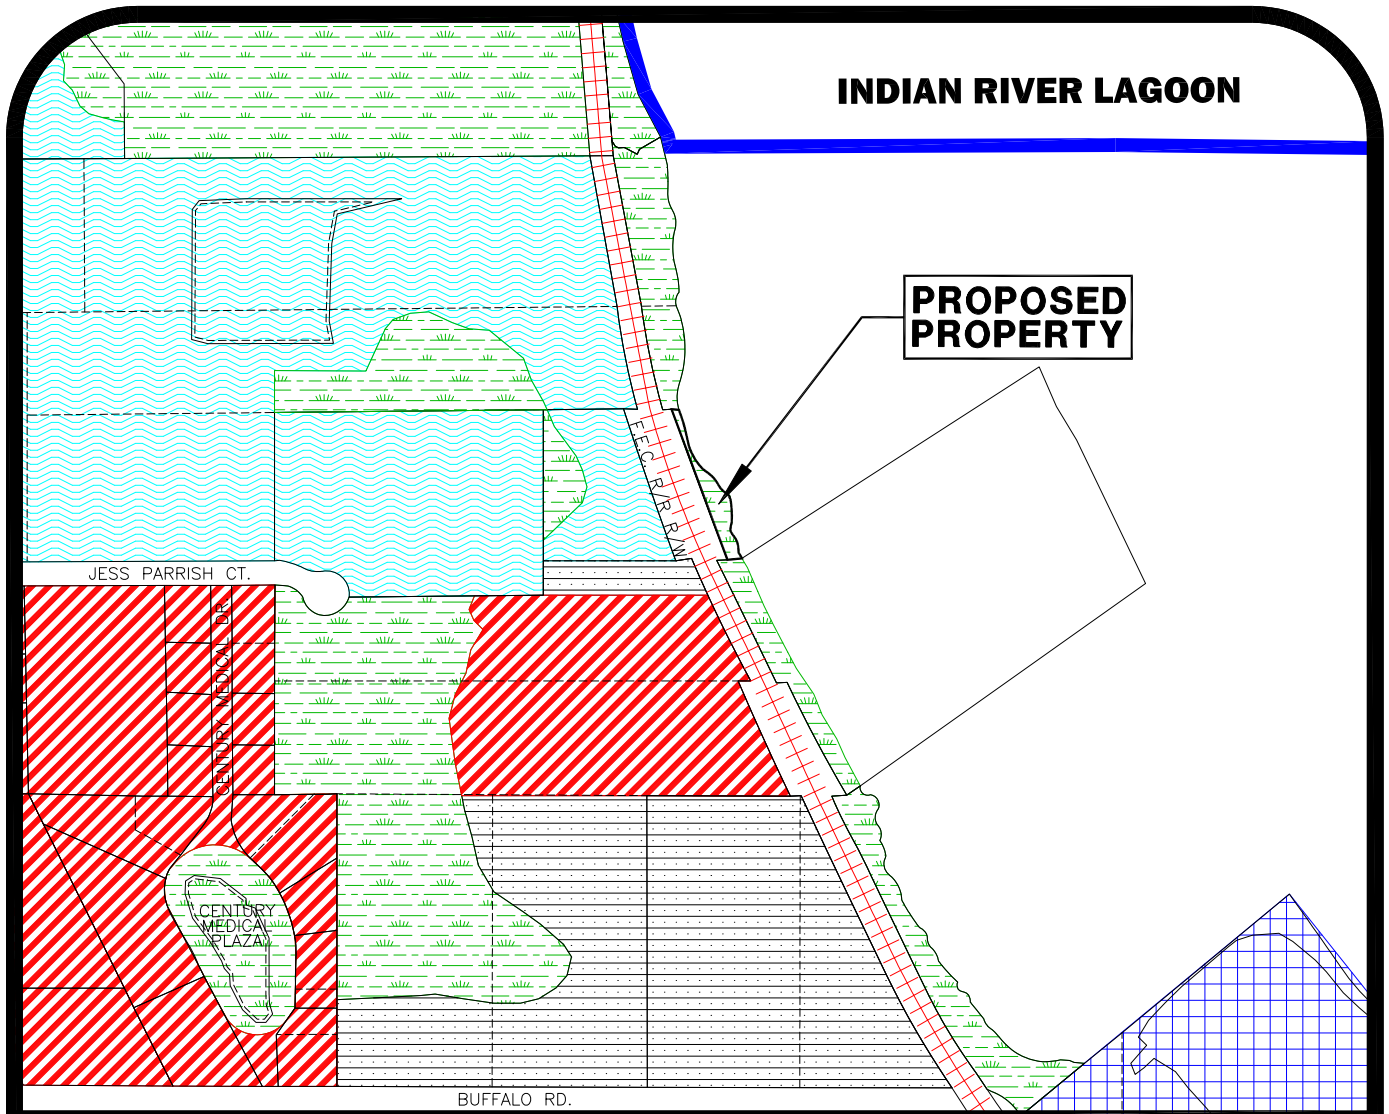 INDIAN RIVER LAGOON
PROPOSED
PROPERTY
F.E.C. R/R R/W
JESS PARRISH CT.
CENTURY MEDICAL DR
CENTURY
MEDICAL
PLAZA
BUFFALO RD.